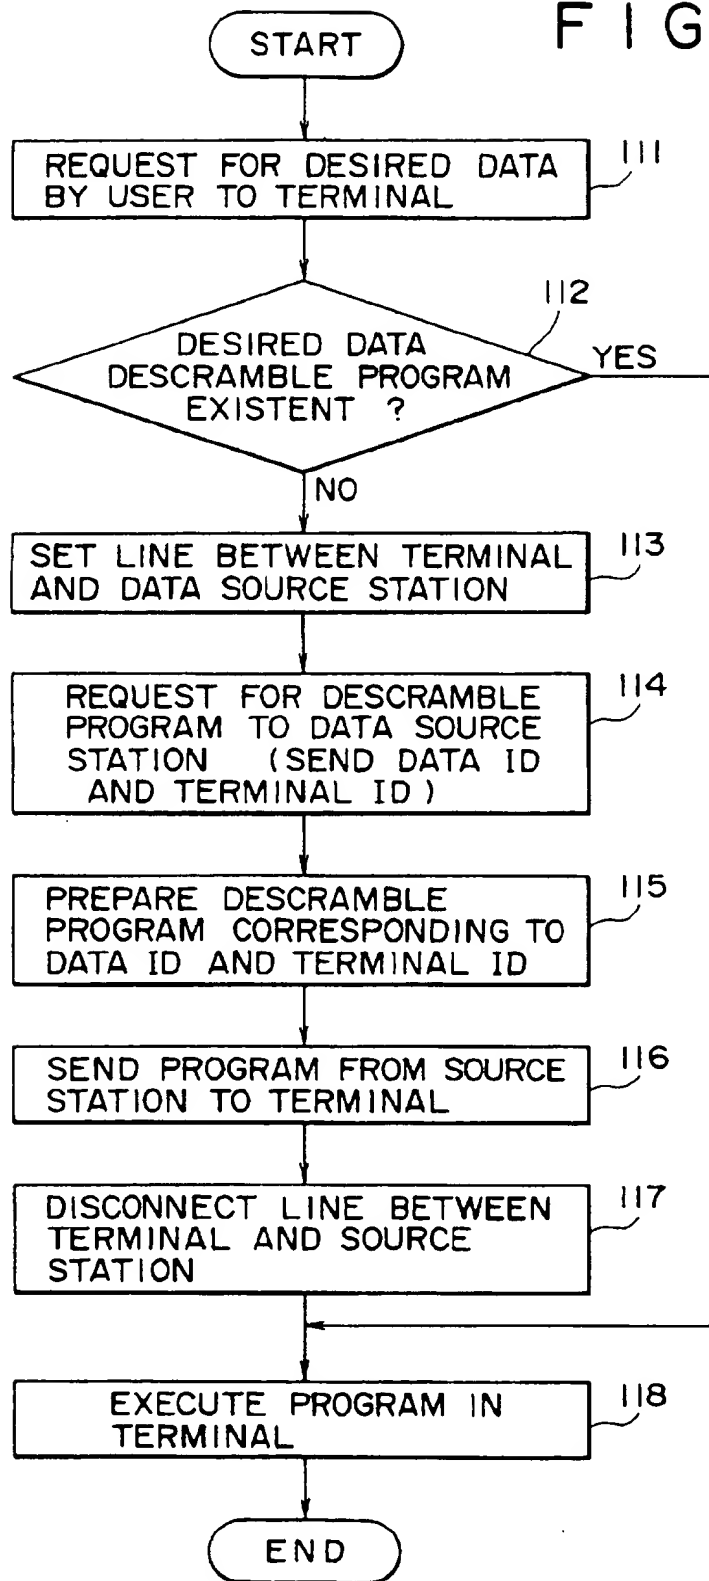 FIG
START
REQUEST FOR DESIRED DATA
BY USER TO TERMINAL
111
112
DESIRED DATA
DESCRAMBLE PROGRAM
EXISTENT ?
YES
NO
SET LINE BETWEEN TERMINAL
AND DATA SOURCE STATION
113
REQUEST FOR DESCRAMBLE
PROGRAM TO DATA SOURCE
STATION (SEND DATA ID
AND TERMINAL ID)
114
PREPARE DESCRAMBLE
PROGRAM CORRESPONDING TO
DATA ID AND TERMINAL ID
115
SEND PROGRAM FROM SOURCE
STATION TO TERMINAL
116
DISCONNECT LINE BETWEEN
TERMINAL AND SOURCE
STATION
117
EXECUTE PROGRAM IN
TERMINAL
118
END